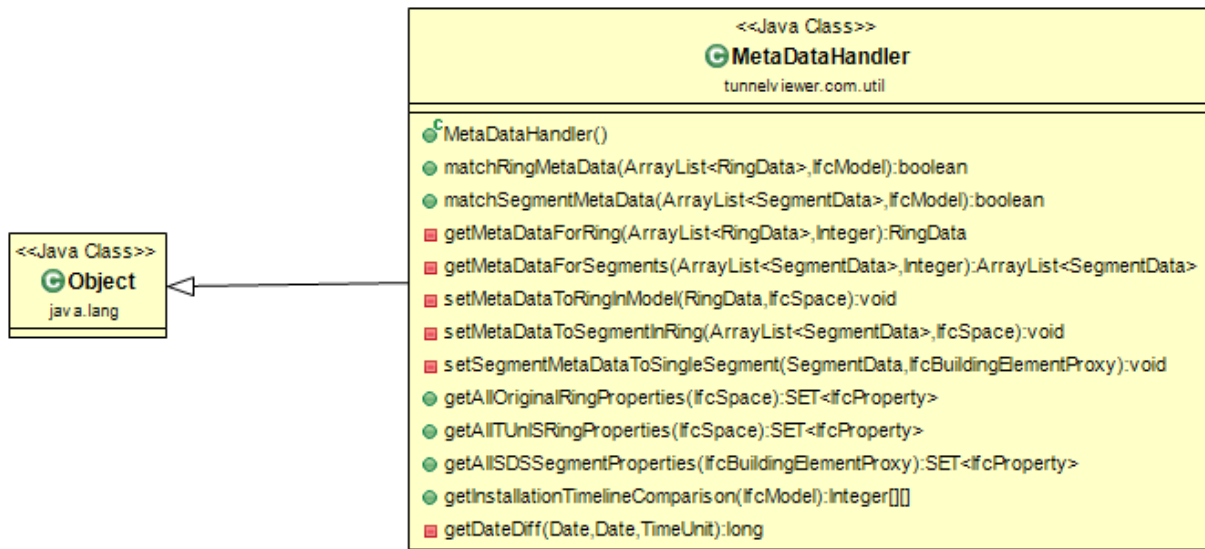 <<Java Class>>
MetaDataHandler
tunnelviewer.com.util
MetaDataHandler()
matchRingMetaData(ArrayList<RingData>,IfcModel):boolean
matchSegmentMetaData(ArrayList<SegmentData>,IfcModel):boolean
getMetaDataForRing(ArrayList<RingData>,Integer):RingData
getMetaDataForSegments(ArrayList<SegmentData>,Integer):ArrayList<SegmentData>
setMetaDataToRingInModel(RingData,IfcSpace):void
setMetaDataToSegmentInRing(ArrayList<SegmentData>,IfcSpace):void
setSegmentMetaDataToSingleSegment(SegmentData,IfcBuildingElementProxy):void
getAllOriginalRingProperties(IfcSpace):SET<IfcProperty>
getAllTUnISRingProperties(IfcSpace):SET<IfcProperty>
getAllSDSSegmentProperties(IfcBuildingElementProxy):SET<IfcProperty>
getInstallationTimelineComparison(IfcModel):Integer[][]
getDateDiff(Date,Date,TimeUnit):long
<<Java Class>>
Object
java.lang